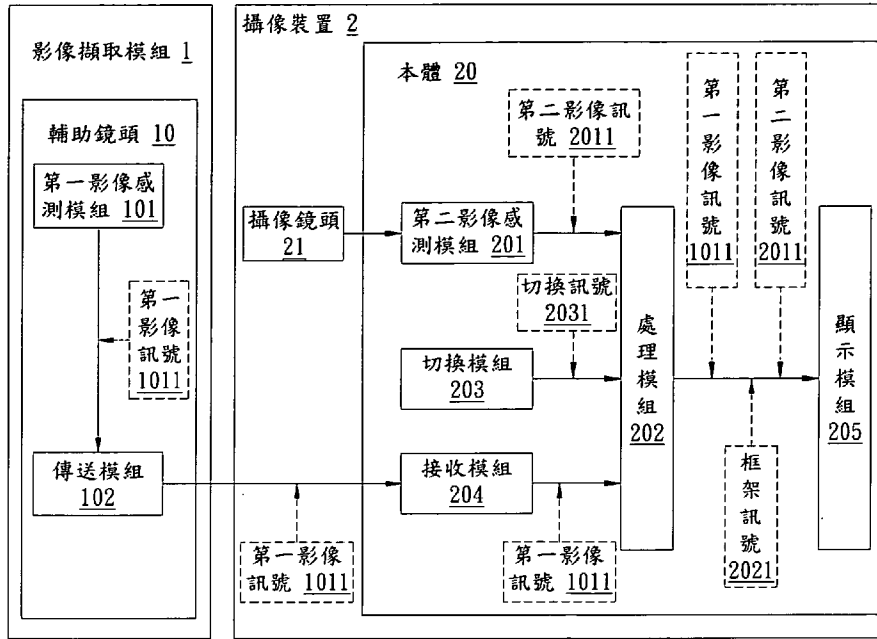 影像擷取模組 1
輔助鏡頭 10
第一影像感
測模組 101
第一
影像
訊號
1011
傳送模組
102
攝像裝置 2
本體 20
攝像鏡頭
21
第二影像感
測模組 201
第二影像訊
號 2011
切換訊號
2031
切換模組
203
接收模組
204
第一影像
訊號 1011
第一影像
訊號 1011
處
理
模
組
202
第
一
影
像
訊
號
1011
第
二
影
像
訊
號
2011
框
架
訊
號
2021
顯
示
模
組
205